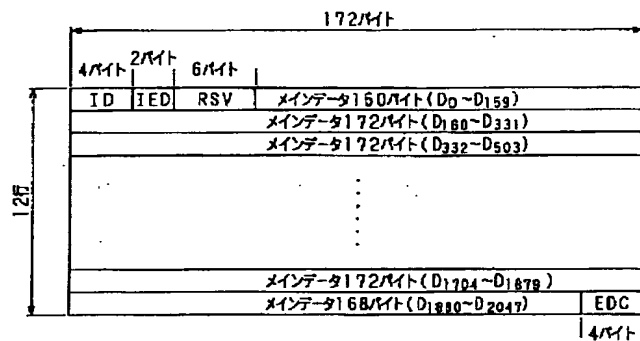 172バイト
4バイト 2バイト 6バイト
ID IED RSV メインデータ160バイト(D0~D159)
メインデータ172バイト(D160~D331)
メインデータ172バイト(D332~D503)
12行
メインデータ172バイト(D1704~D1879)
メインデータ168バイト(D1880~D2047) EDC
4バイト